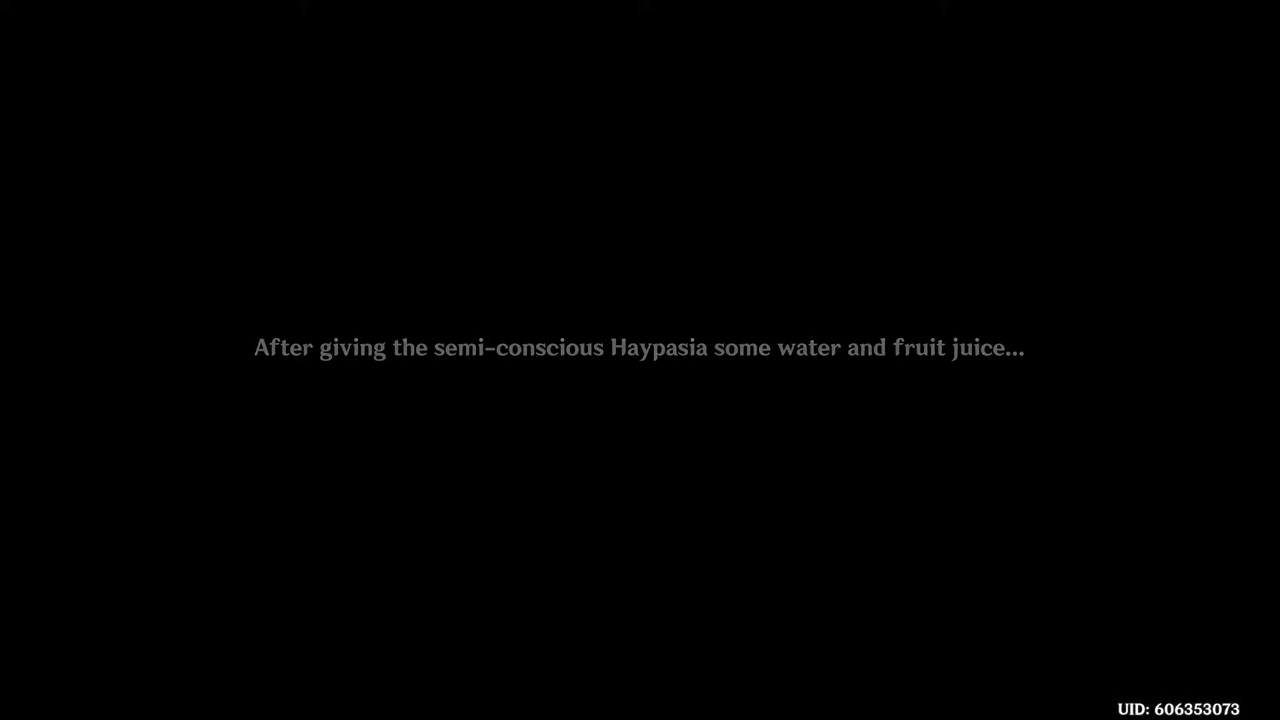 After giving the semi-conscious Haypasia some water and fruit juice...
UID: 606353073